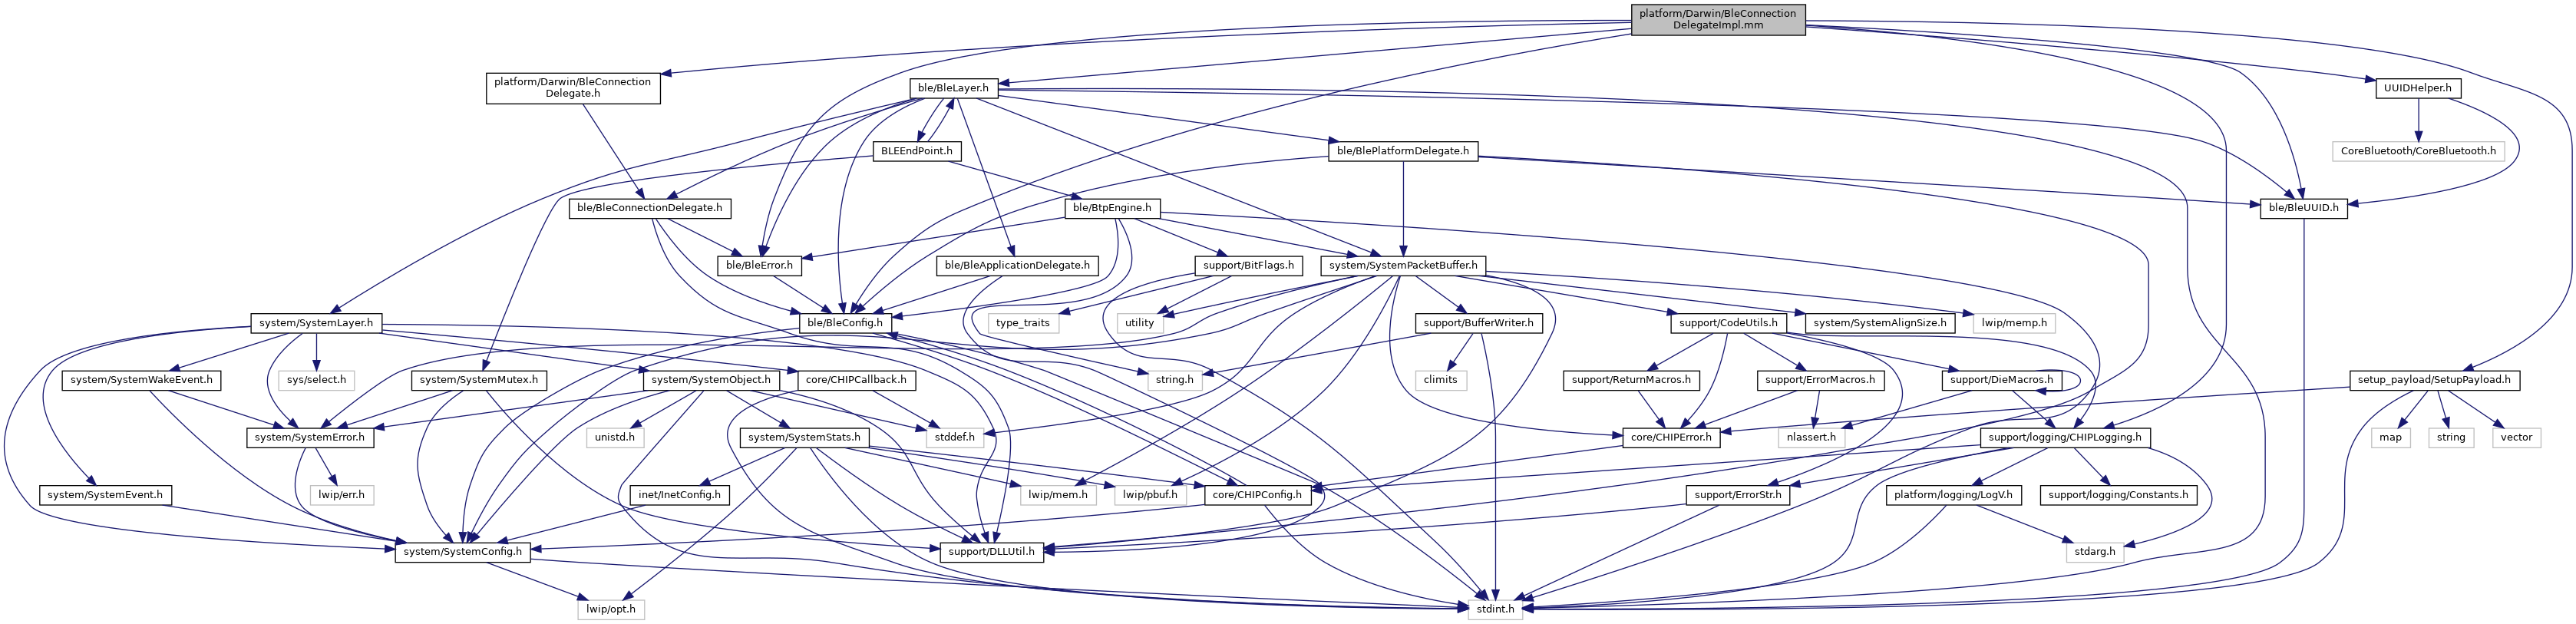 platform/Darwin/BleConnection
DelegateImpl.mm
platform/Darwin/BleConnection
Delegate.h
ble/BleLayer.h
UUIDHelper.h
BLEEndPoint.h
ble/BlePlatformDelegate.h
CoreBluetooth/CoreBluetooth.h
ble/BleConnectionDelegate.h
ble/BtpEngine.h
ble/BleUUID.h
ble/BleError.h
ble/BleApplicationDelegate.h
support/BitFlags.h
system/SystemPacketBuffer.h
system/SystemLayer.h
ble/BleConfig.h
type_traits
utility
support/BufferWriter.h
support/CodeUtils.h
system/SystemAlignSize.h
lwip/memp.h
system/SystemWakeEvent.h
sys/select.h
system/SystemMutex.h
system/SystemObject.h
core/CHIPCallback.h
string.h
climits
support/ReturnMacros.h
support/ErrorMacros.h
support/DieMacros.h
setup_payload/SetupPayload.h
system/SystemError.h
unistd.h
system/SystemStats.h
stddef.h
core/CHIPError.h
nlassert.h
support/logging/CHIPLogging.h
map
string
vector
system/SystemEvent.h
lwip/err.h
inet/InetConfig.h
lwip/mem.h
lwip/pbuf.h
core/CHIPConfig.h
support/ErrorStr.h
platform/logging/LogV.h
support/logging/Constants.h
system/SystemConfig.h
support/DLLUtil.h
stdarg.h
lwip/opt.h
stdint.h